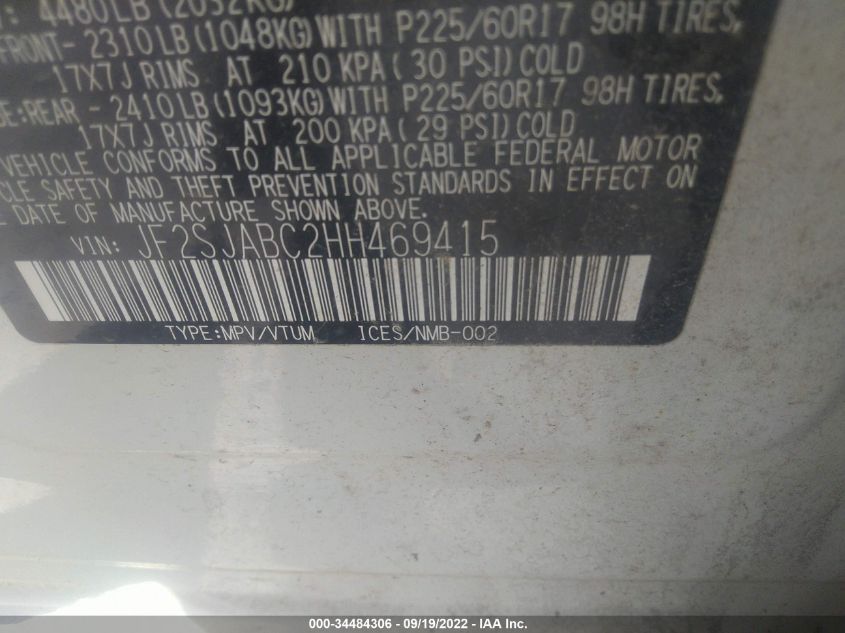 : 4480LB (2032KG)
FRONT- 2310LB(1048KG)WITH P225/60R17 98H TIRES,
17X7J RIMS AT 210 KPA( 30 PSI)COLD
E:REAR - 2410LB(1093KG)WITH P225/60R17 98H TIRES,
17X7J RIMS AT 200 KPA( 29 PSI)COLD
VEHICLE CONFORMS TO ALL APPLICABLE FEDERAL MOTOR
CLE SAFETY AND THEFT PREVENTION STANDARDS IN EFFECT ON
DATE OF MANUFACTURE SHOWN ABOVE.
VIN: JF2SJABC2HH469415
TYPE:MPV/VTUM ICES/NMB-002
000-34484306 - 09/19/2022 - IAA Inc.